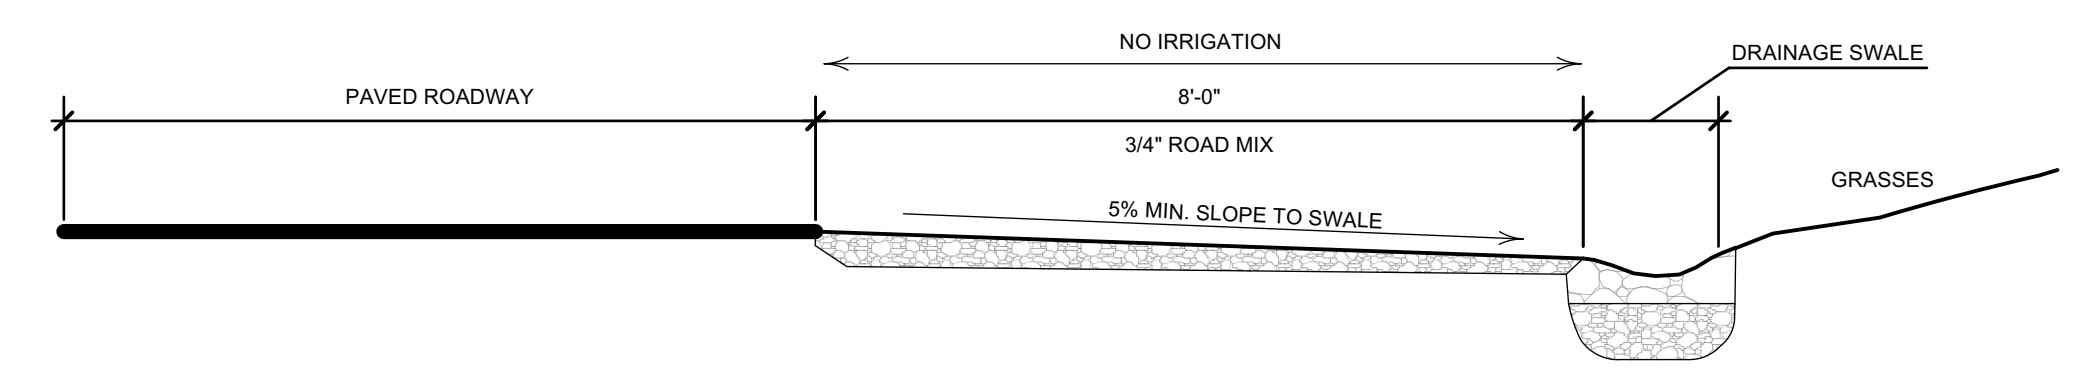 NO IRRIGATION
DRAINAGE SWALE
PAVED ROADWAY
8'-0"
3/4" ROAD MIX
GRASSES
5% MIN. SLOPE TO SWALE